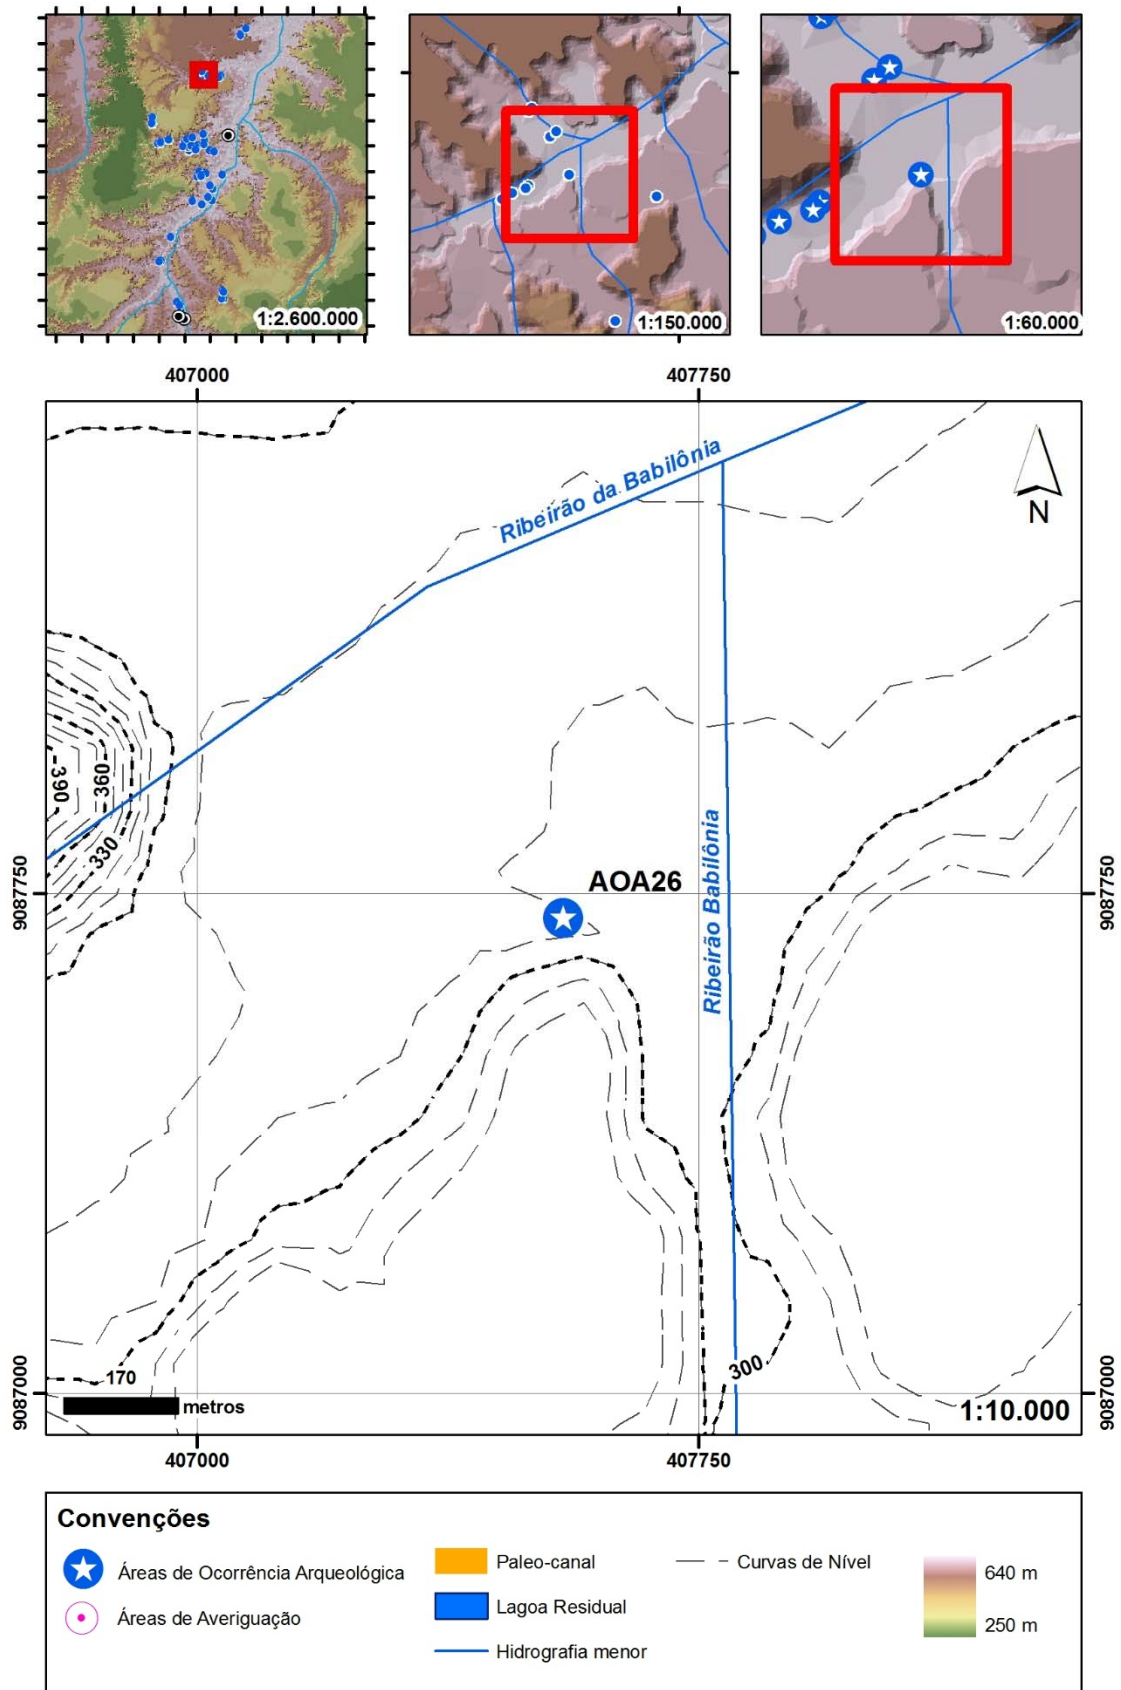 1:2.600.000
1:150.000
1:60.000
407000
407750
Ribeirão da Babilônia
N
390
360
330
9087750
9087750
AOA26
Ribeirão Babilônia
170
300
9087000
9087000
metros
1:10.000
407000
407750
Convenções
Áreas de Ocorrência Arqueológica
Áreas de Averiguação
Paleo-canal
Lagoa Residual
Hidrografia menor
Curvas de Nível
640 m
250 m